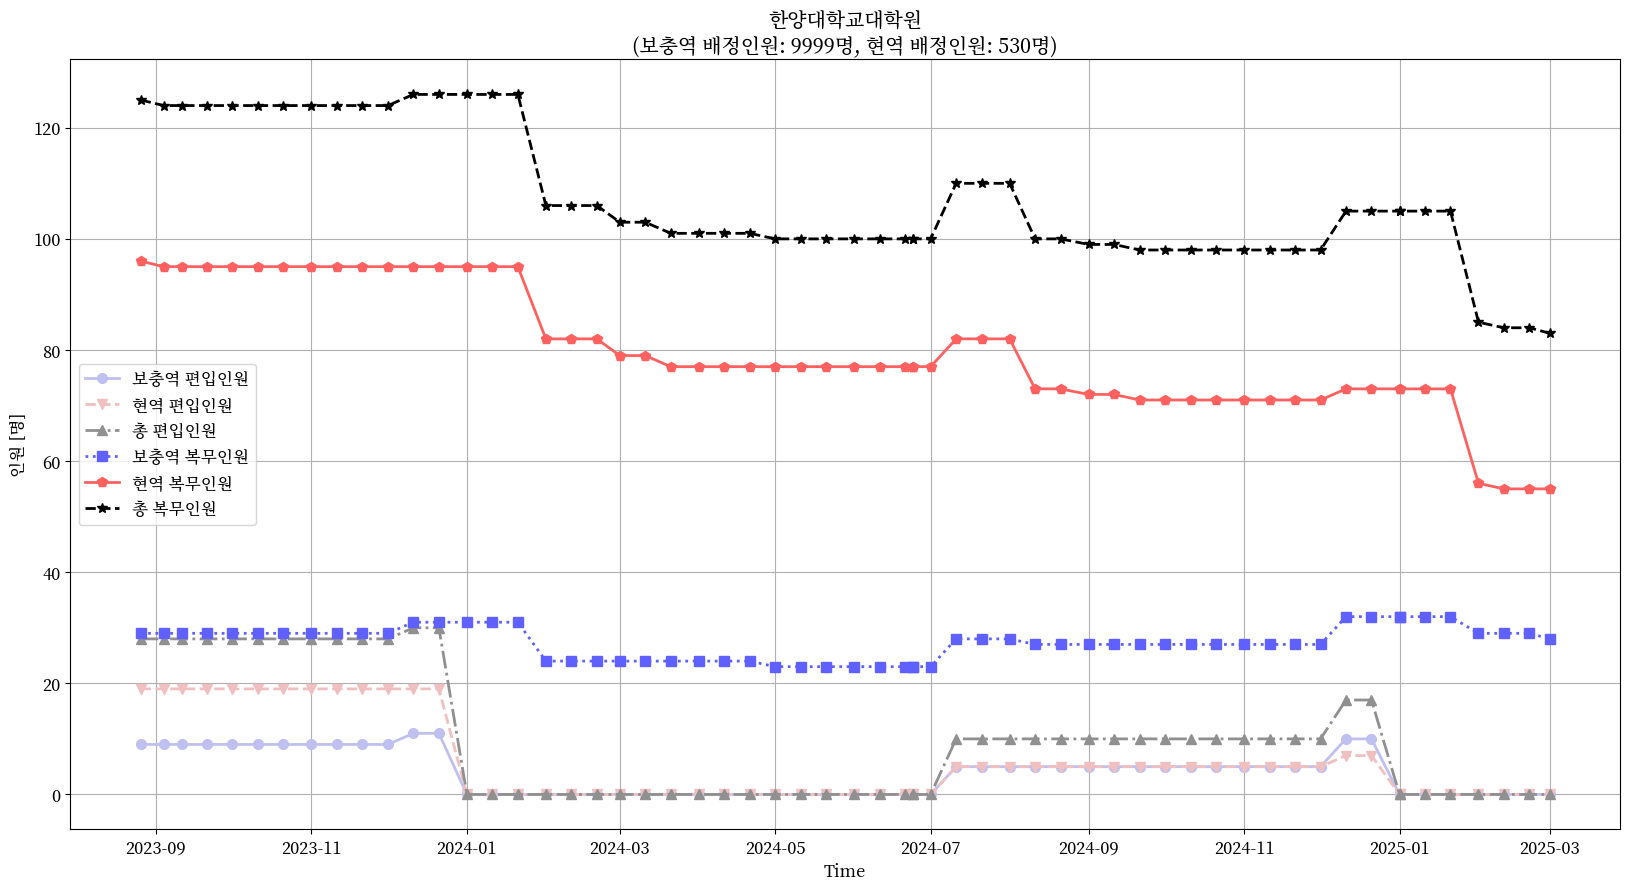 한양대학교대학원
(보충역 배정인원: 9999명, 현역 배정인원: 530명)
인원 [명]
120
100
80
60
40
20
0
보충역 편입인원
현역 편입인원
총 편입인원
보충역 복무인원
현역 복무인원
총 복무인원
2023-09
2023-11
2024-01
2024-03
2024-05
2024-07
2024-09
2024-11
2025-01
2025-03
Time